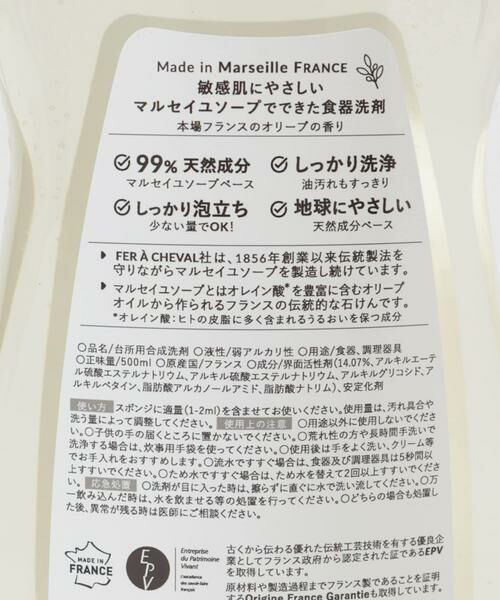 Made in Marseille FRANCE
敏感肌にやさしい
マルセイユソープでできた食器洗剤
本場フランスのオリーブの香り
99% 天然成分
マルセイユソープベース
しっかり洗浄
油汚れもすっきり
しっかり泡立ち
少ない量でOK!
地球にやさしい
天然成分ベース
FER À CHEVAL社は、1856年創業以来伝統製法を
守りながらマルセイユソープを製造し続けています。
マルセイユソープとはオレイン酸*を豊富に含むオリーブ
オイルから作られるフランスの伝統的な石けんです。
*オレイン酸:ヒトの皮脂に多く含まれるうるおいを保つ成分
○品名/台所用合成洗剤 ○液性/弱アルカリ性 ○用途/食器、調理器具
○正味量/500ml ○原産国/フランス ○成分/界面活性剤(14.07%、アルキルエーテ
ル硫酸エステルナトリウム、アルキル硫酸エステルナトリウム、アルキルグリコシド、ア
ルキルベタイン、脂肪酸アルカノールアミド、脂肪酸ナトリム)、安定化剤
使い方 スポンジに適量(1-2ml)を含ませてお使いください。使用量は、汚れ具合や
洗う量によって調整してください。 使用上の注意 ○用途以外に使用しないでくださ
い。○子供の手の届くところに置かないでください。○荒れ性の方や長時間手洗いで
洗浄する場合は、炊事用手袋を使ってください。○使用後は手をよく洗い、クリーム等
でお手入れをおすすめします。○流水ですすぐ場合は、食器及び調理器具は5秒間以
上すすいでください。○ため水ですすぐ場合は、ため水を替えて2回以上すすいでくださ
い。 応急処置 ○洗剤が目に入った時は、擦らずに直ぐに水で洗い流してください。○万
一飲み込んだ時は、水を飲ませる等の処置を行ってください。○どちらの場合も処置し
た後、異常が残る時は医師にご相談ください。
MADE IN
FRANCE
EPV
Entreprise
du Patrimoine
Vivant
L'excellence
des savoir-faire
français
古くから伝わる優れた伝統工芸技術を有する優良企
業としてフランス政府から認定された証であるEPV
を取得しています。
原材料や製造過程までフランス製であることを証明
するOrigine France Garantieも取得しています。